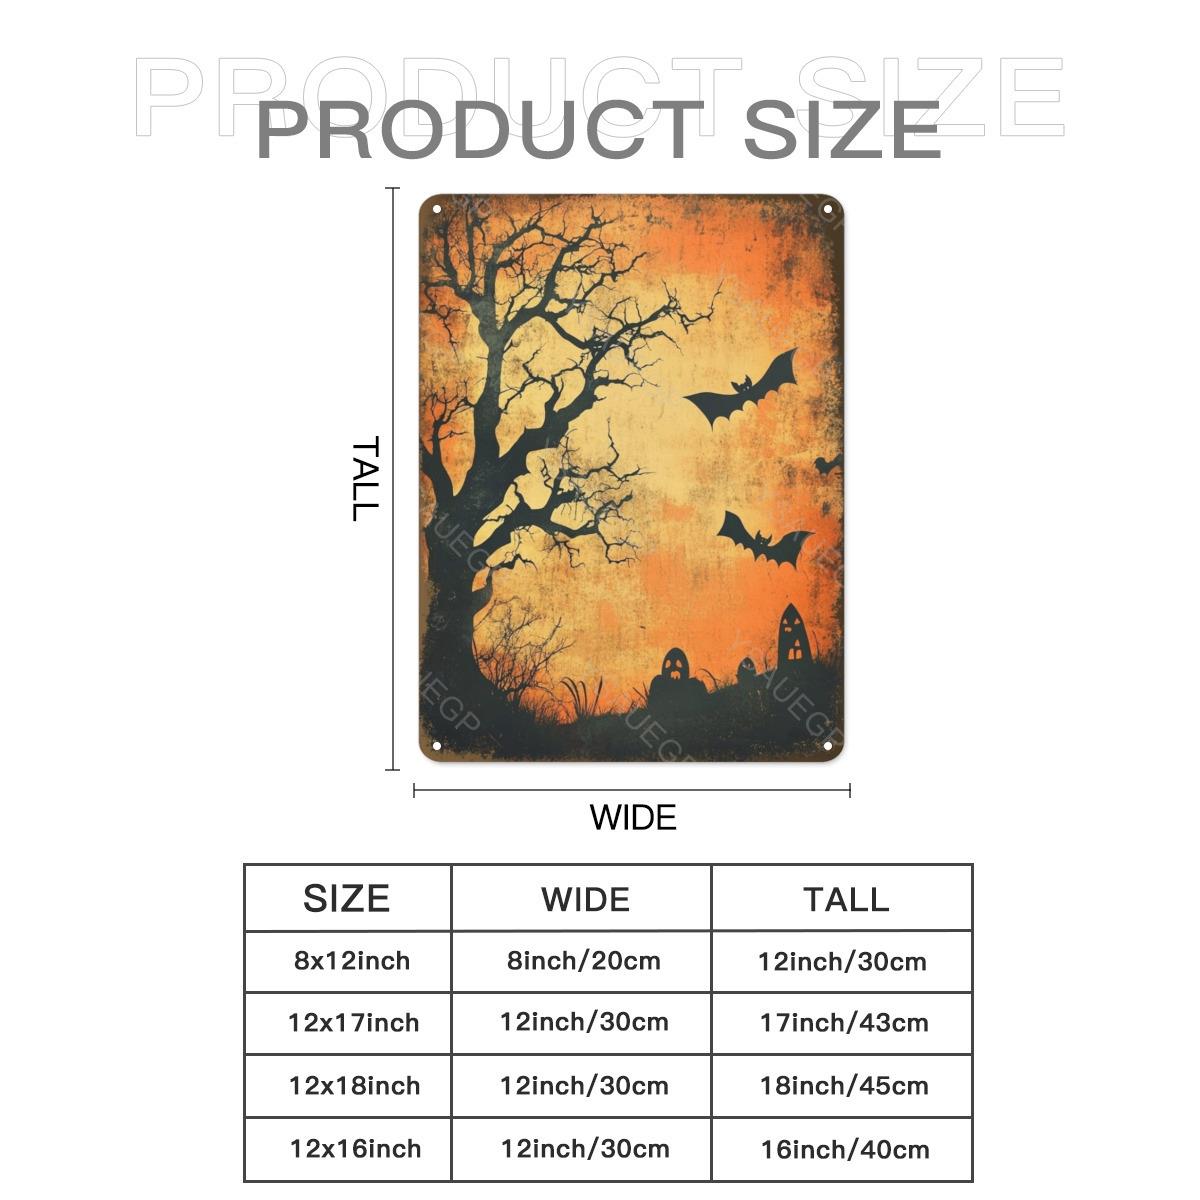 PRODUCT SIZE
PRODUCT SIZE
TALL
YOUEGP
WIDE
SIZE WIDE TALL
8x12inch 8inch/20cm 12inch/30cm
12x17inch 12inch/30cm 17inch/43cm
12x18inch 12inch/30cm 18inch/45cm
12x16inch 12inch/30cm 16inch/40cm